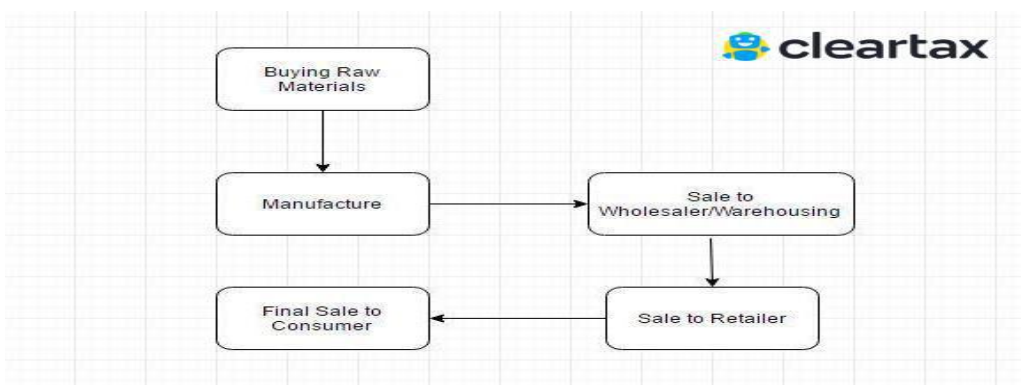 cleartax
Buying Raw
Materials
Manufacture
Sale to
Wholesaler/Warehousing
Sale to Retailer
Final Sale to
Consumer